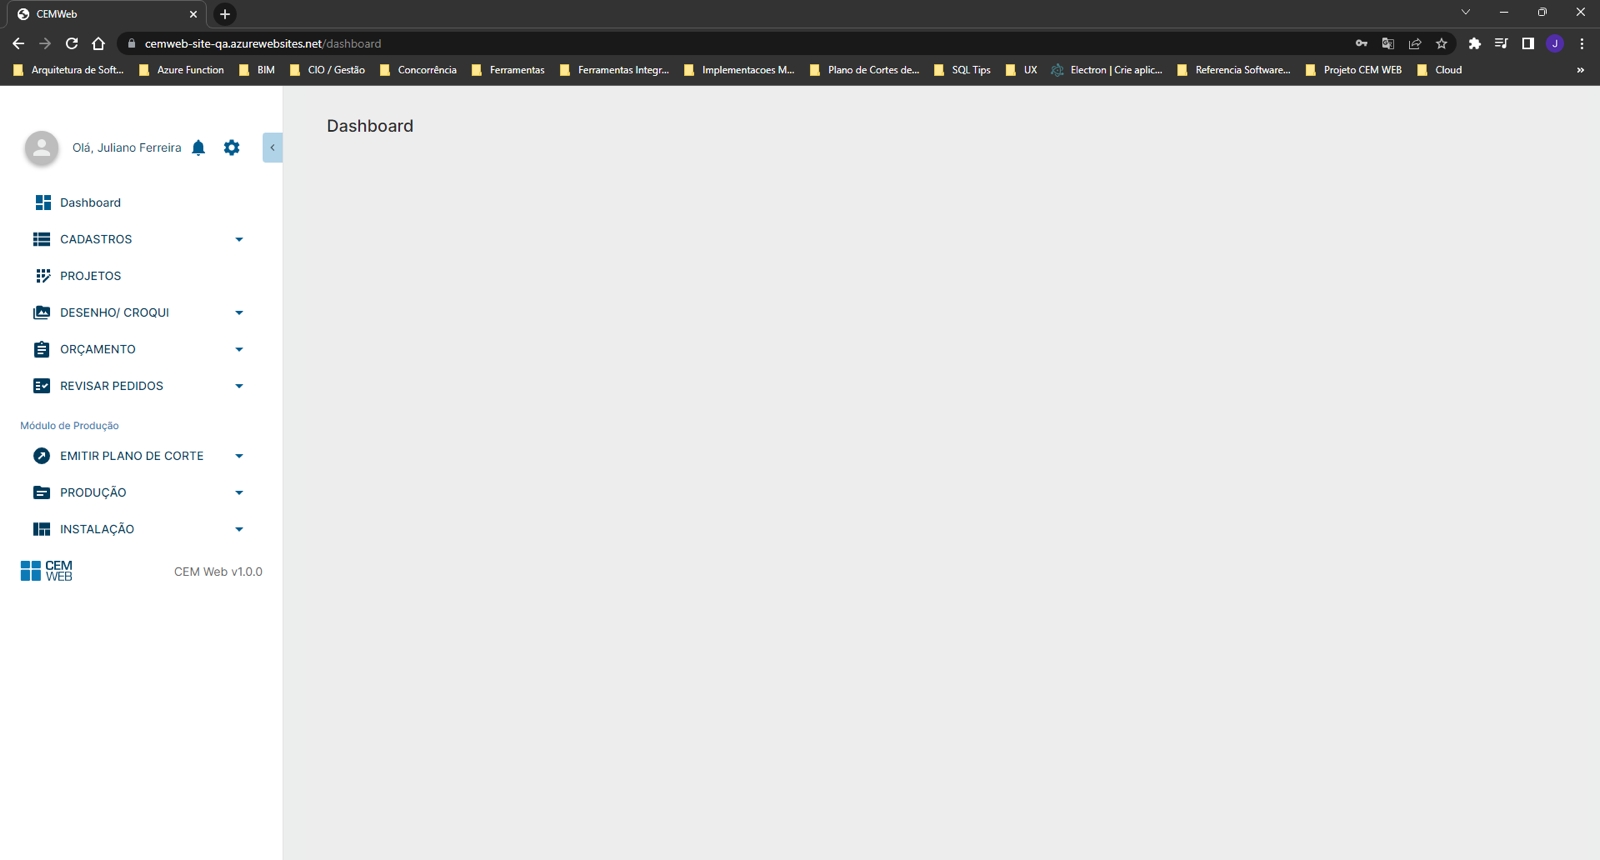 CEMWeb
cemweb-site-qa.azurewebsites.net/dashboard
Arquitetura de Soft... Azure Function BIM CIO / Gestão Concorrência Ferramentas Ferramentas Integr... Implementacoes M... Plano de Cortes de... SQL Tips UX Electron | Crie aplic... Referencia Software... Projeto CEM WEB Cloud
J
Dashboard
Olá, Juliano Ferreira
Dashboard
CADASTROS
PROJETOS
DESENHO/ CROQUI
ORÇAMENTO
REVISAR PEDIDOS
Módulo de Produção
EMITIR PLANO DE CORTE
PRODUÇÃO
INSTALAÇÃO
CEM
WEB
CEM Web v1.0.0